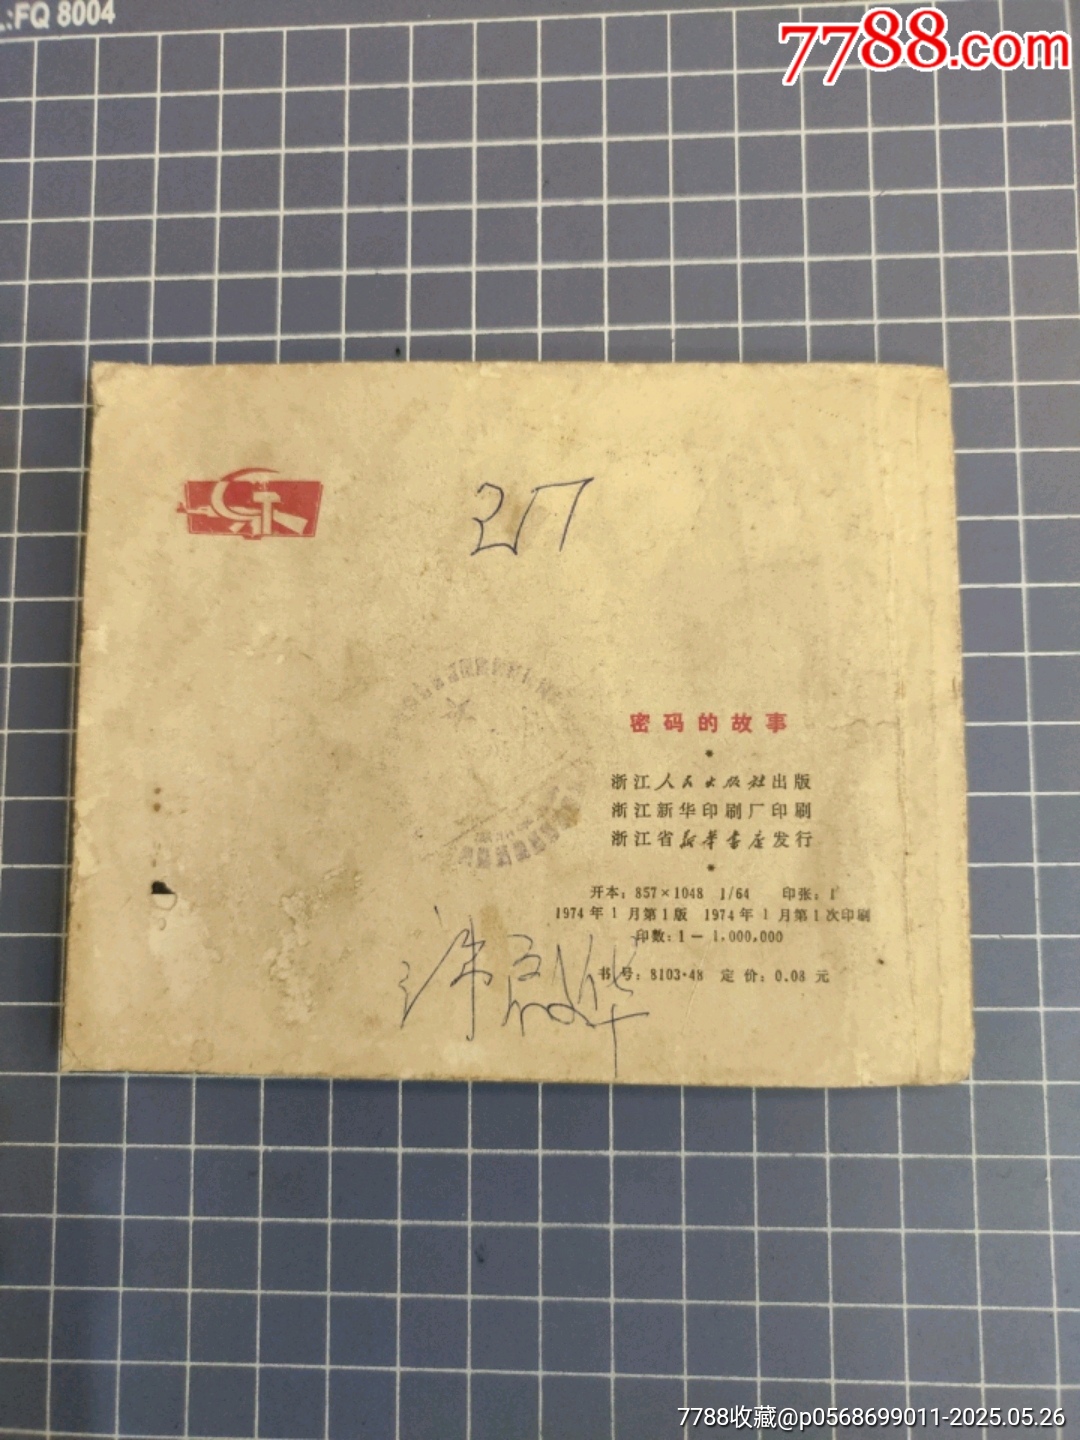 :FQ 8004
7788.com
217
密码的故事
浙江人民出版社出版
浙江新华印刷厂印刷
浙江省新华书店发行
开本：857×1048 1/64 印张：1
1974年1月第1版 1974年1月第1次印刷
印数：1—1,000,000
书号：8103·48 定价：0.08元
7788收藏@p0568699011-2025.05.26